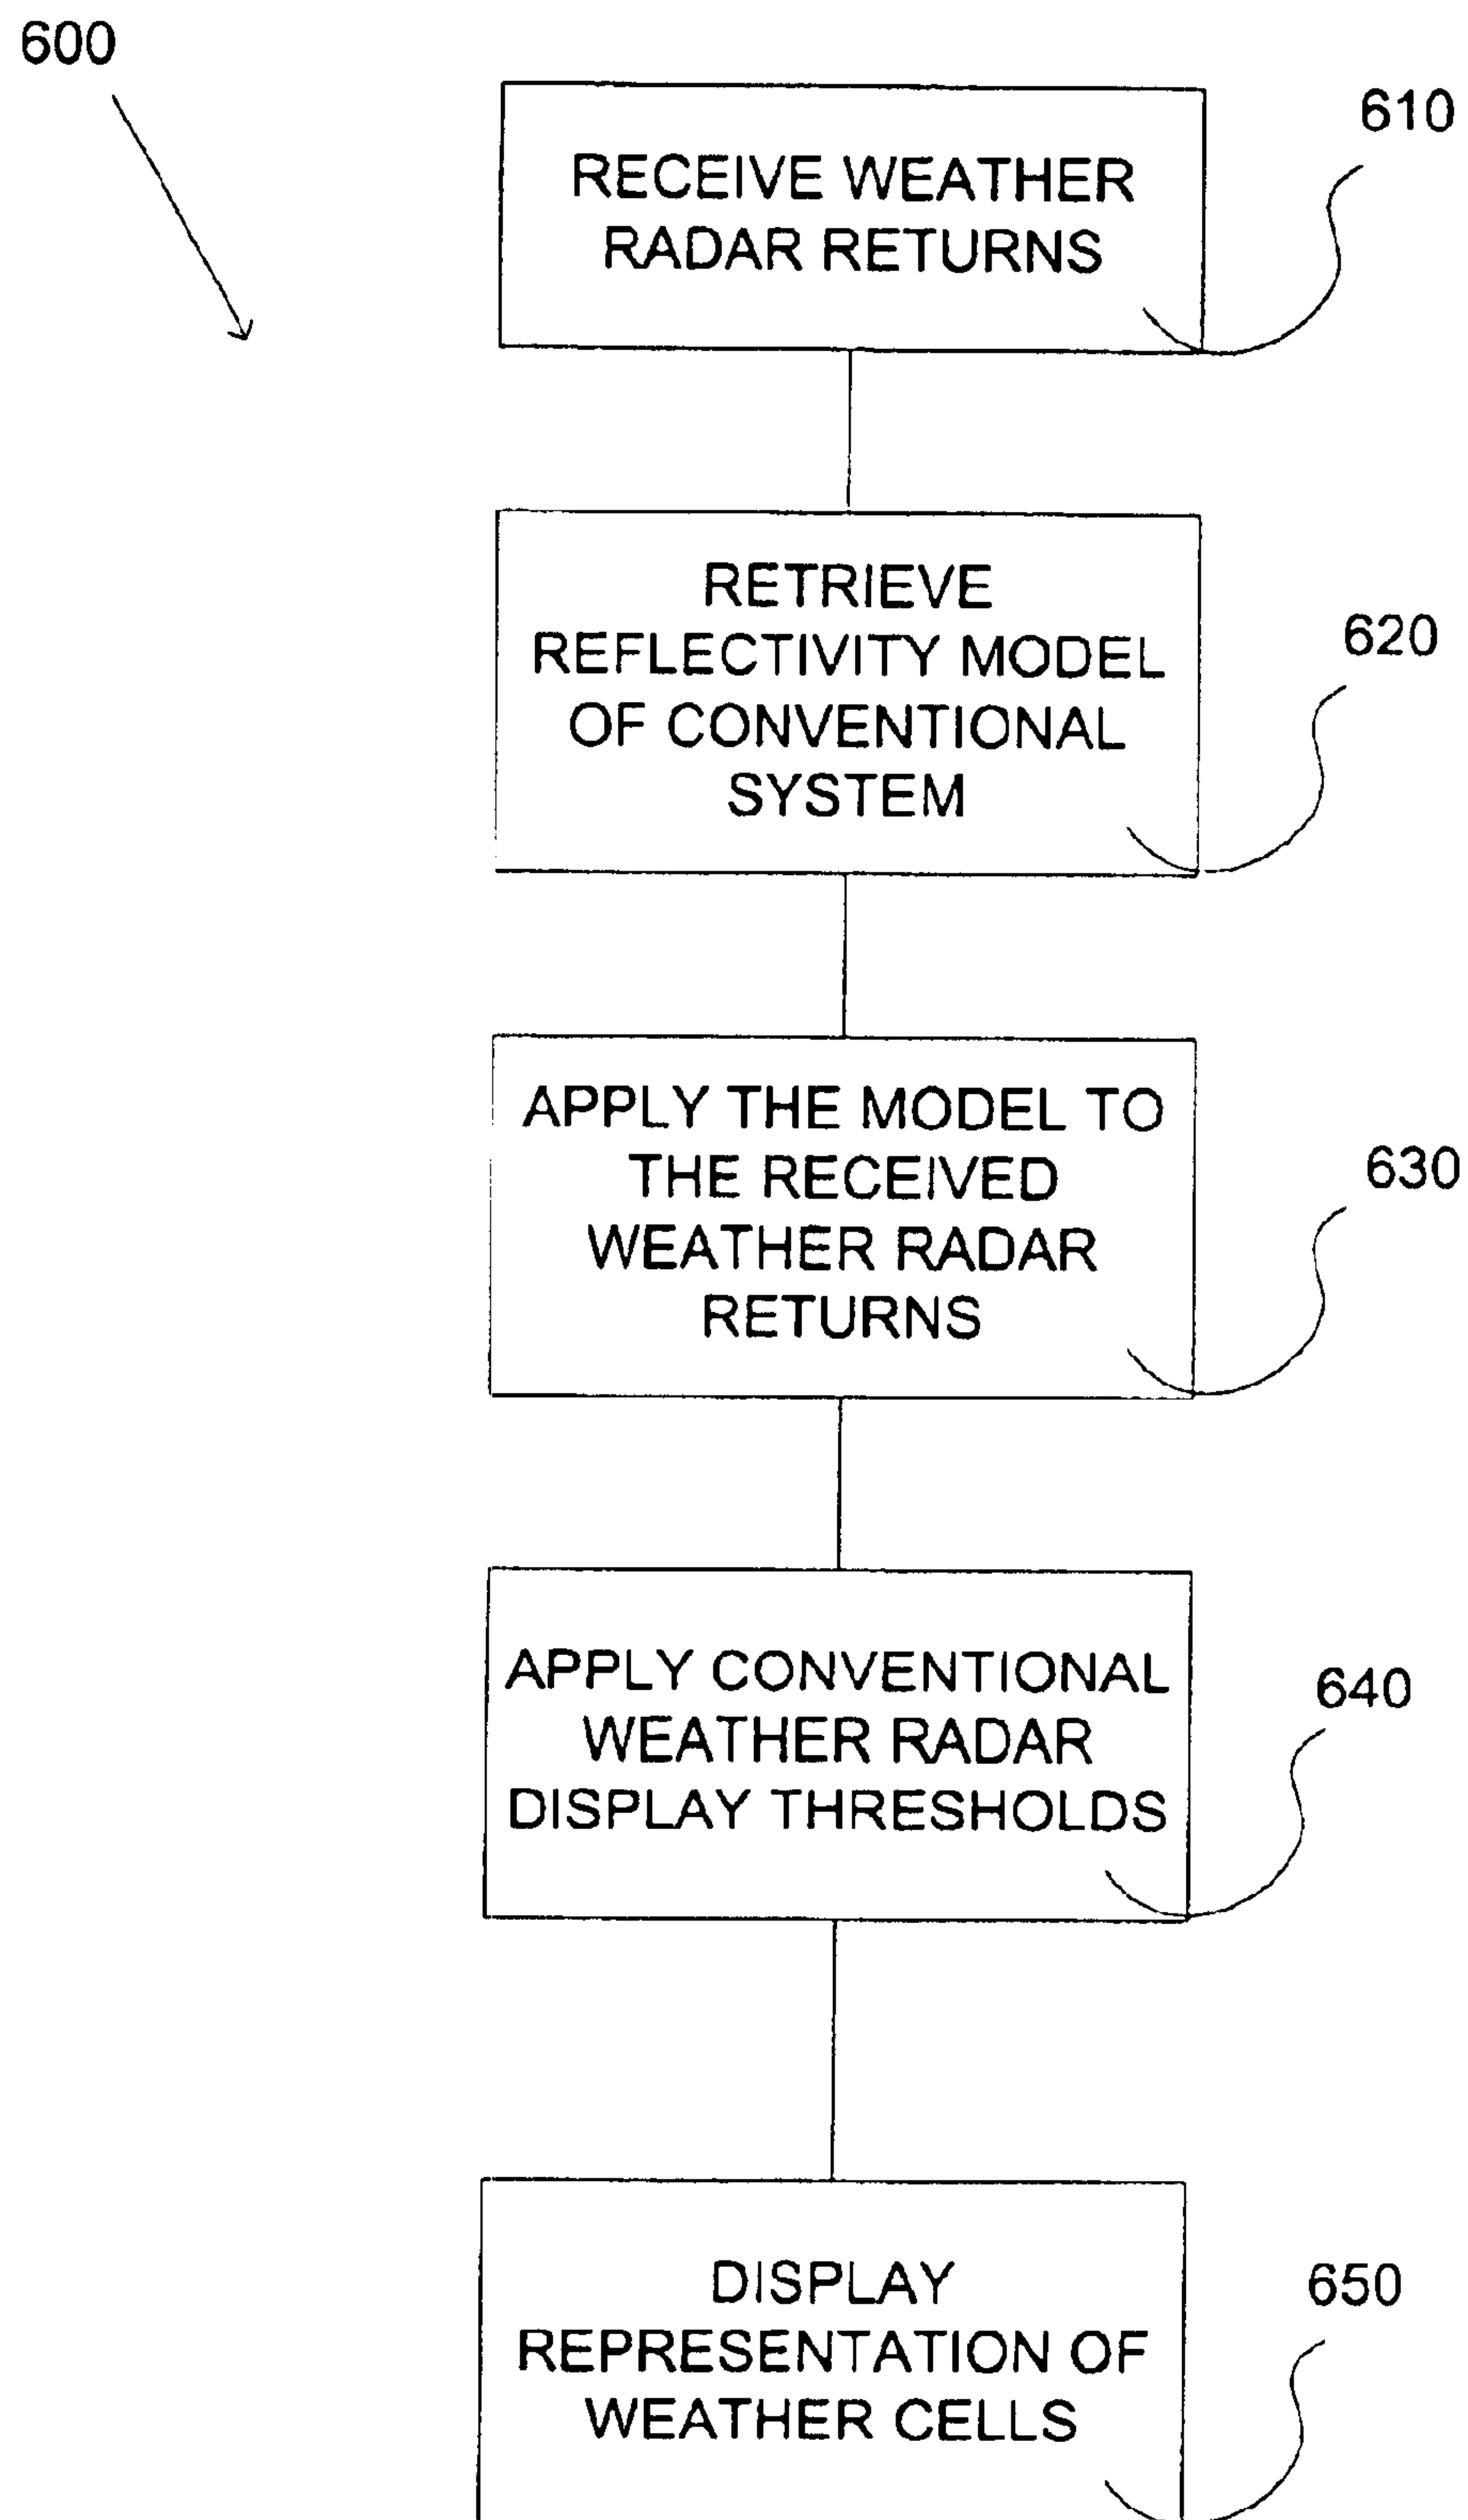 600
610
RECEIVE WEATHER
RADAR RETURNS
620
RETRIEVE
REFLECTIVITY MODEL
OF CONVENTIONAL
SYSTEM
630
APPLY THE MODEL TO
THE RECEIVED
WEATHER RADAR
RETURNS
640
APPLY CONVENTIONAL
WEATHER RADAR
DISPLAY THRESHOLDS
650
DISPLAY
REPRESENTATION OF
WEATHER CELLS